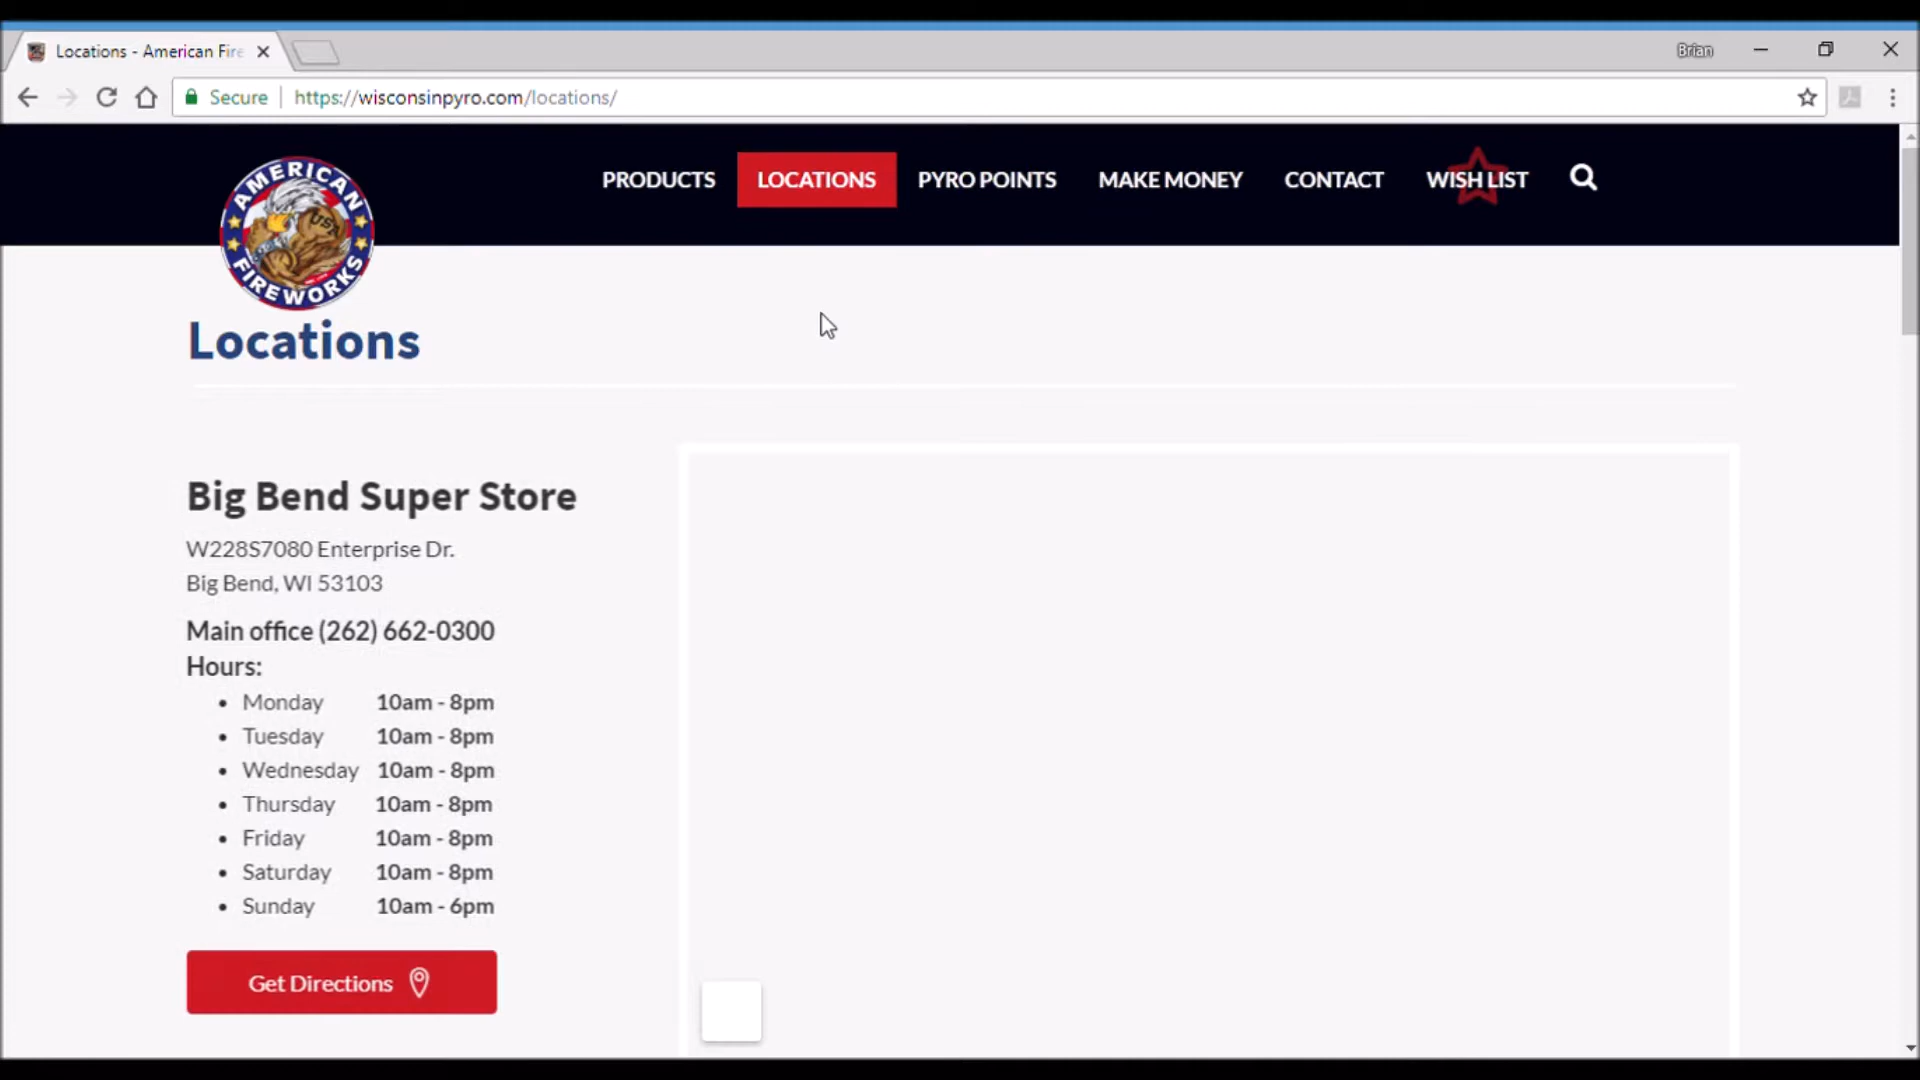 Locations - American Fire
Brian
Secure
https://wisconsinpyro.com/locations/
AMERICAN
USA
FIREWORKS
PRODUCTS
LOCATIONS
PYRO POINTS
MAKE MONEY
CONTACT
WISH LIST
Locations
Big Bend Super Store
W228S7080 Enterprise Dr.
Big Bend, WI 53103
Main office (262) 662-0300
Hours:
• Monday 10am - 8pm
• Tuesday 10am - 8pm
• Wednesday 10am - 8pm
• Thursday 10am - 8pm
• Friday 10am - 8pm
• Saturday 10am - 8pm
• Sunday 10am - 6pm
Get Directions